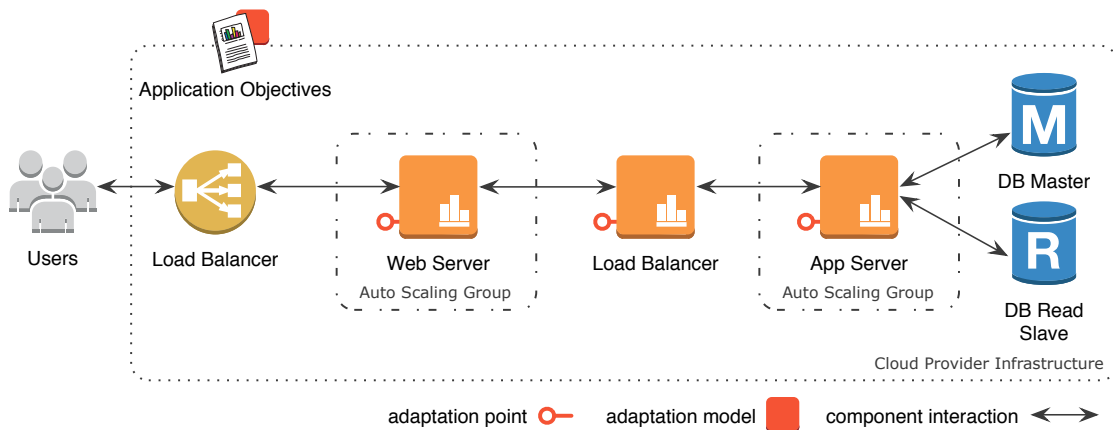 Application Objectives
Users
Load Balancer
Web Server
Auto Scaling Group
Load Balancer
App Server
Auto Scaling Group
M
DB Master
R
DB Read
Slave
Cloud Provider Infrastructure
adaptation point
adaptation model
component interaction